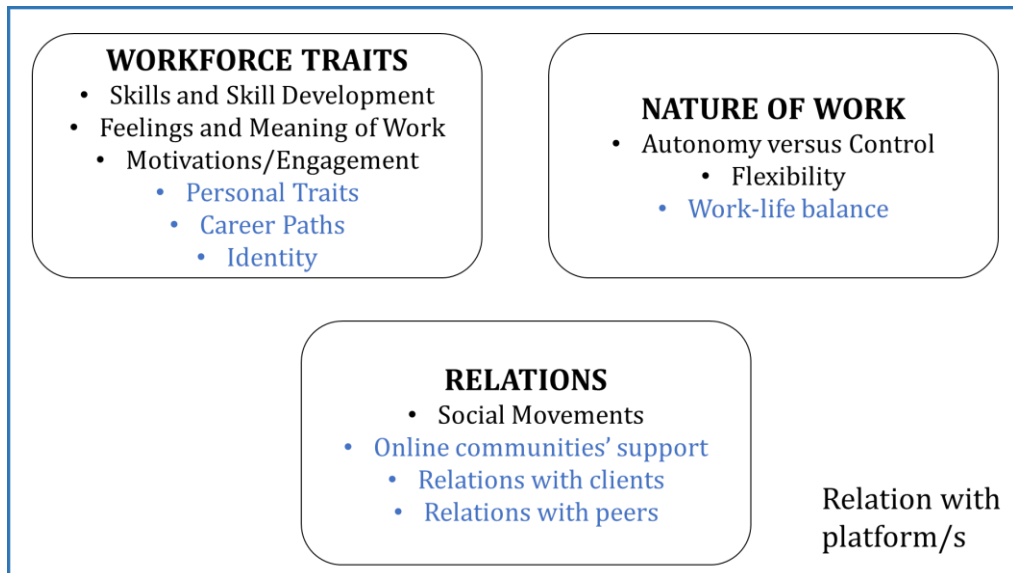 WORKFORCE TRAITS
• Skills and Skill Development
• Feelings and Meaning of Work
• Motivations/Engagement
• Personal Traits
• Career Paths
• Identity
NATURE OF WORK
• Autonomy versus Control
• Flexibility
• Work-life balance
RELATIONS
• Social Movements
• Online communities’ support
• Relations with clients
• Relations with peers
Relation with
platform/s